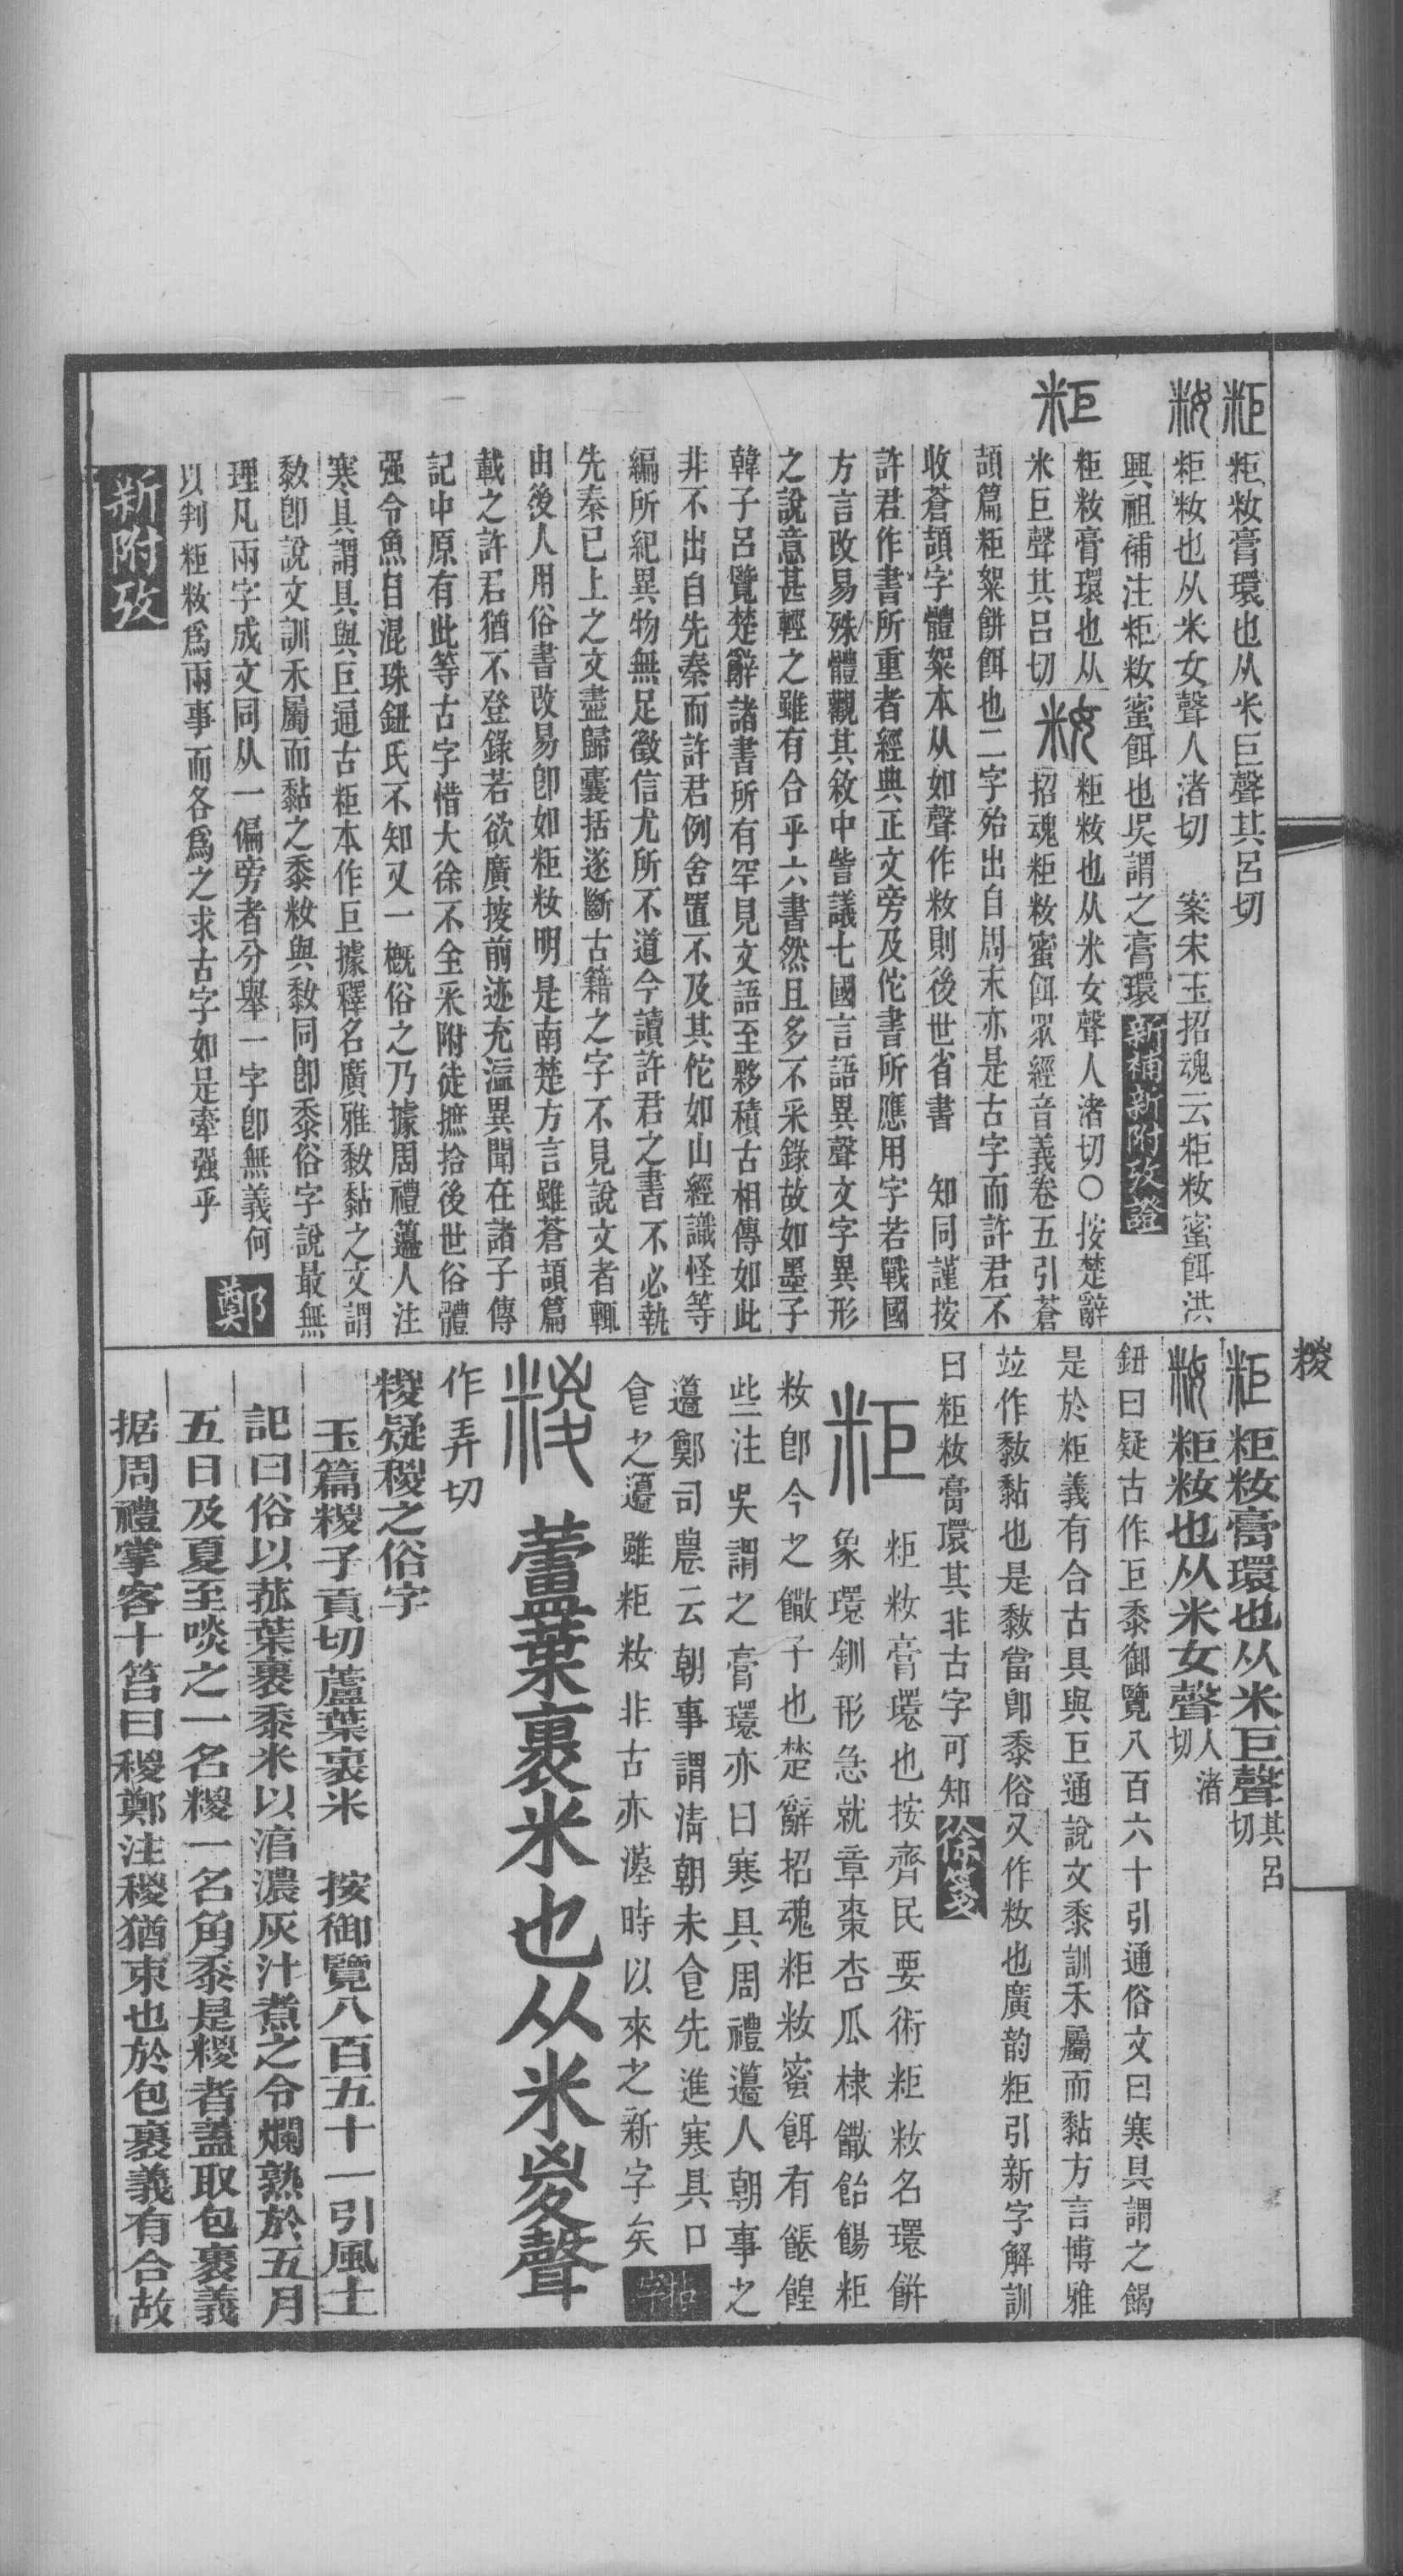 粔 粔籹膏環也从米巨聲其呂切
籹 粔籹也从米女聲人渚切　案宋玉招魂云粔籹蜜餌洪
興祖補注粔籹蜜餌也吳謂之膏環 新補新附攷證
粔 粔籹膏環也从
米巨聲其呂切
籹 粔籹也从米女聲人渚切○按楚辭
招魂粔籹蜜餌眾經音義卷五引蒼
頡篇粔絮餠餌也二字殆出自周末亦是古字而許君不
收蒼頡字體絮本从如聲作籹則後世省書　知同謹按
許君作書所重者經典正文旁及佗書所應用字若戰國
方言改易殊體觀其敘中訾議七國言語異聲文字異形
之說意甚輕之雖有合乎六書然且多不采錄故如墨子
韓子呂覽楚辭諸書所有罕見文語至夥積古相傳如此
非不出自先秦而許君例舍置不及其佗如山經識怪等
編所紀異物無足徵信尤所不道今讀許君之書不必執
先秦已上之文盡歸囊括遂斷古籍之字不見說文者輒
由後人用俗書改易卽如粔籹明是南楚方言雖蒼頡篇
載之許君猶不登錄若欲廣按前迹充溢異聞在諸子傳
記中原有此等古字惜大徐不全采附徒摭拾後世俗體
强令魚目混珠鈕氏不知又一概俗之乃據周禮籩人注
寒具謂具與巨通古粔本作巨據釋名廣雅䵑黏之文謂
䵑卽說文訓禾屬而黏之黍籹與䵑同卽黍俗字說最無
理凡兩字成文同从一偏旁者分舉一字卽無義何
以判粔籹爲兩事而各爲之求古字如是牽强乎 鄭
新附攷
糉
粔 粔籹膏環也从米巨聲其呂切
籹 粔籹也从米女聲人渚切
鈕曰疑古作巨黍御覽八百六十引通俗文曰寒具謂之餲
是於粔義有合古具與巨通說文黍訓禾屬而黏方言博雅
竝作䵑黏也是䵑當卽黍俗又作籹也廣韵粔引新字解訓
曰粔籹膏環其非古字可知 徐箋
粔 粔籹膏環也按齊民要術粔籹名環餠
象環釧形急就章棗杏瓜棣饊飴餳粔
籹卽今之饊子也楚辭招魂粔籹蜜餌有餦餭
些注吳謂之膏環亦曰寒具周禮籩人朝事之
籩鄭司農云朝事謂淸朝未㑹先進寒具口
㑹之籩雖粔籹非古亦漢時以來之新字矣
糉 蘆葉裹米也从米㚇聲
作弄切
糉疑稯之俗字
玉篇糉子貢切蘆葉裹米　按御覽八百五十一引風土
記曰俗以菰葉裹黍米以湻濃灰汁煮之令爛熟於五月
五日及夏至啖之一名糉一名角黍是糉者蓋取包裹義
据周禮掌客十筥曰稯鄭注稯猶束也於包裹義有合故